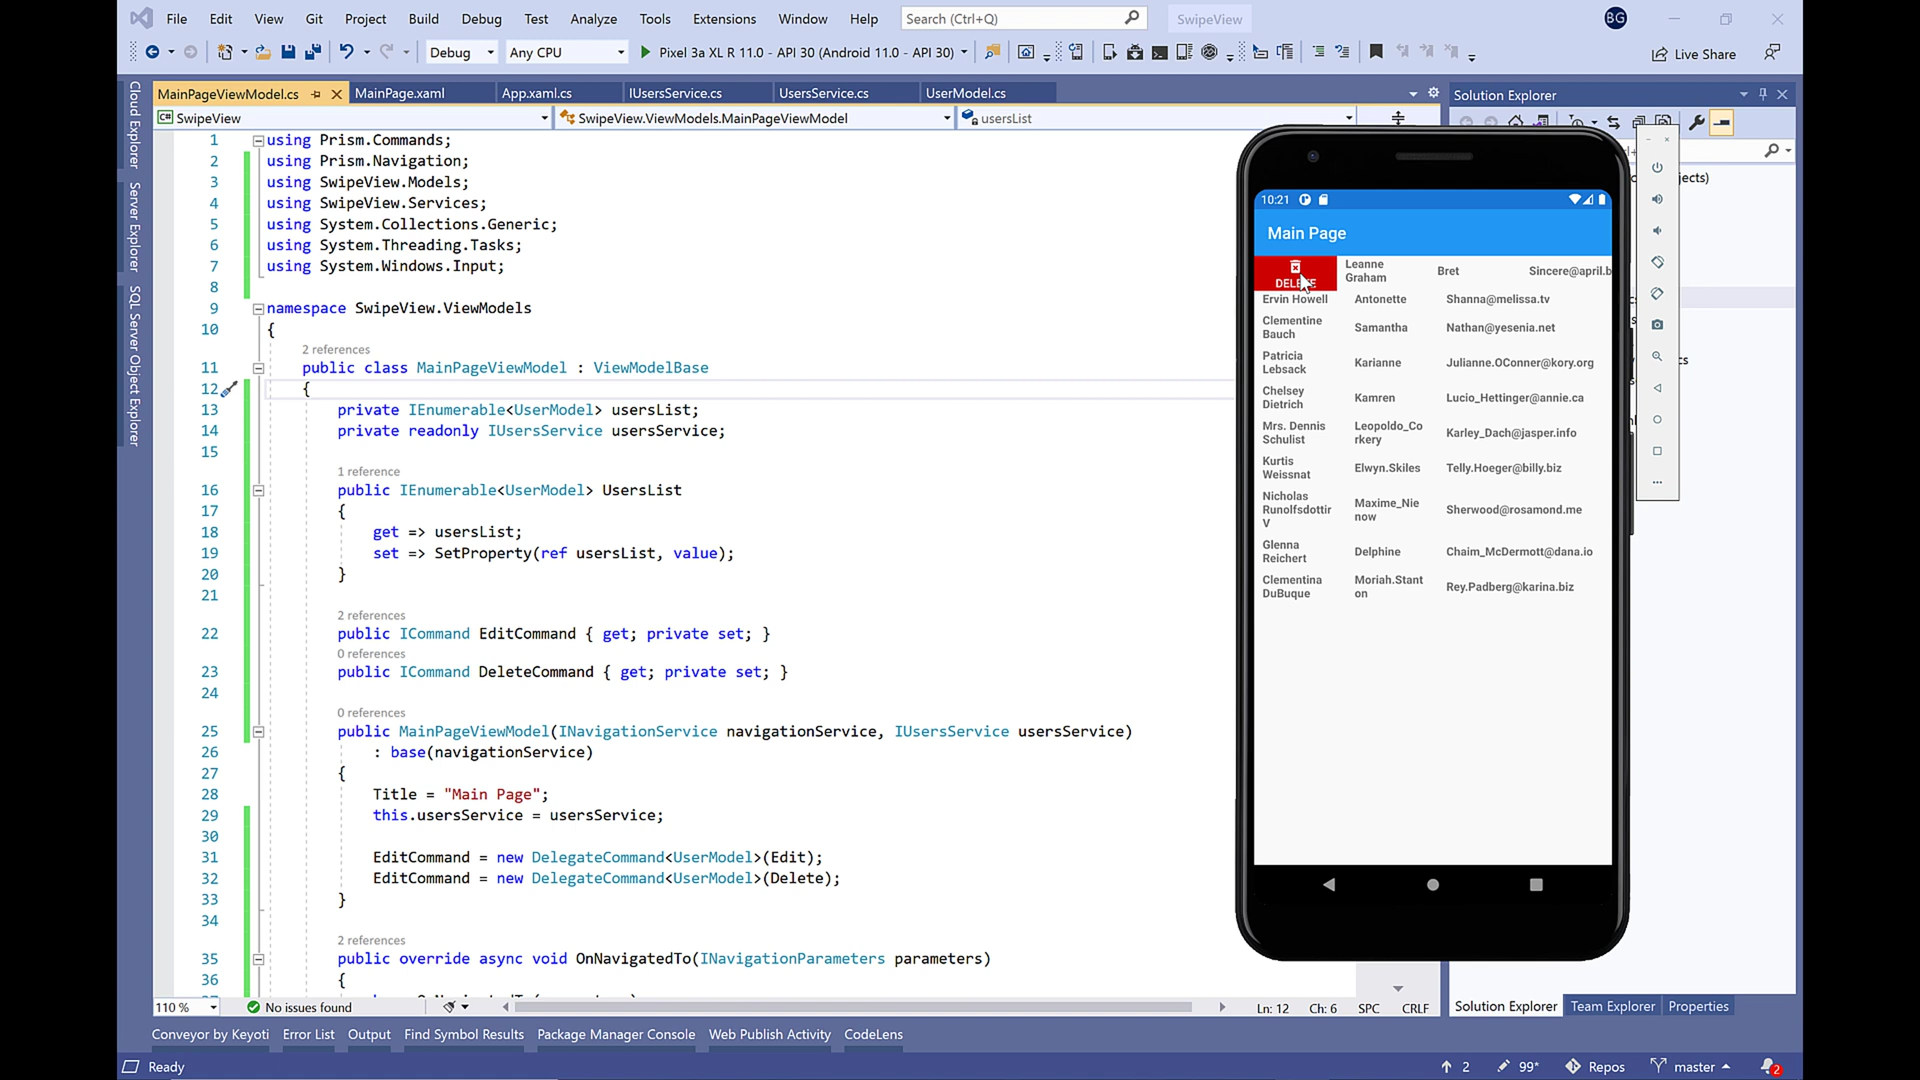 File Edit View Git Project Build Debug Test Analyze Tools Extensions Window Help Search (Ctrl+Q) SwipeView BG
Debug Any CPU Pixel 3a XL R 11.0 - API 30 (Android 11.0 - API 30) Live Share
Cloud Explorer
Server Explorer
SQL Server Object Explorer
MainPageViewModel.cs MainPage.xaml App.xaml.cs IUsersService.cs UsersService.cs UserModel.cs
C# SwipeView SwipeView.ViewModels.MainPageViewModel usersList
Solution Explorer
1 using Prism.Commands;
2 using Prism.Navigation;
3 using SwipeView.Models;
4 using SwipeView.Services;
5 using System.Collections.Generic;
6 using System.Threading.Tasks;
7 using System.Windows.Input;
8
9 namespace SwipeView.ViewModels
10 {
2 references
11 public class MainPageViewModel : ViewModelBase
12 {
13 private IEnumerable<UserModel> usersList;
14 private readonly IUsersService usersService;
15
1 reference
16 public IEnumerable<UserModel> UsersList
17 {
18 get => usersList;
19 set => SetProperty(ref usersList, value);
20 }
21
2 references
22 public ICommand EditCommand { get; private set; }
0 references
23 public ICommand DeleteCommand { get; private set; }
24
0 references
25 public MainPageViewModel(INavigationService navigationService, IUsersService usersService)
26 : base(navigationService)
27 {
28 Title = "Main Page";
29 this.usersService = usersService;
30
31 EditCommand = new DelegateCommand<UserModel>(Edit);
32 EditCommand = new DelegateCommand<UserModel>(Delete);
33 }
34
2 references
35 public override async void OnNavigatedTo(INavigationParameters parameters)
36 {
10:21
Main Page
DELETE
Leanne Graham Bret Sincere@april.b
Ervin Howell Antonette Shanna@melissa.tv
Clementine Bauch Samantha Nathan@yesenia.net
Patricia Lebsack Karianne Julianne.OConner@kory.org
Chelsey Dietrich Kamren Lucio_Hettinger@annie.ca
Mrs. Dennis Schulist Leopoldo_Corkery Karley_Dach@jasper.info
Kurtis Weissnat Elwyn.Skiles Telly.Hoeger@billy.biz
Nicholas Runolfsdottir V Maxime_Nienow Sherwood@rosamond.me
Glenna Reichert Delphine Chaim_McDermott@dana.io
Clementina DuBuque Moriah.Stanton Rey.Padberg@karina.biz
110 % No issues found Ln: 12 Ch: 6 SPC CRLF
Solution Explorer Team Explorer Properties
Conveyor by Keyoti Error List Output Find Symbol Results Package Manager Console Web Publish Activity CodeLens
Ready 2 99* Repos master 2